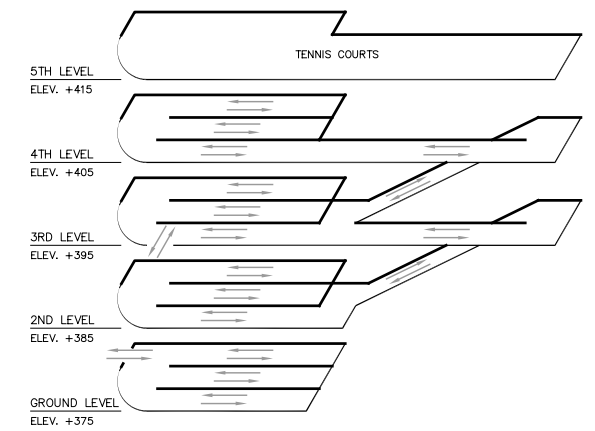 TENNIS COURTS
5TH LEVEL
ELEV. +415
4TH LEVEL
ELEV. +405
3RD LEVEL
ELEV. +395
2ND LEVEL
ELEV. +385
GROUND LEVEL
ELEV. +375